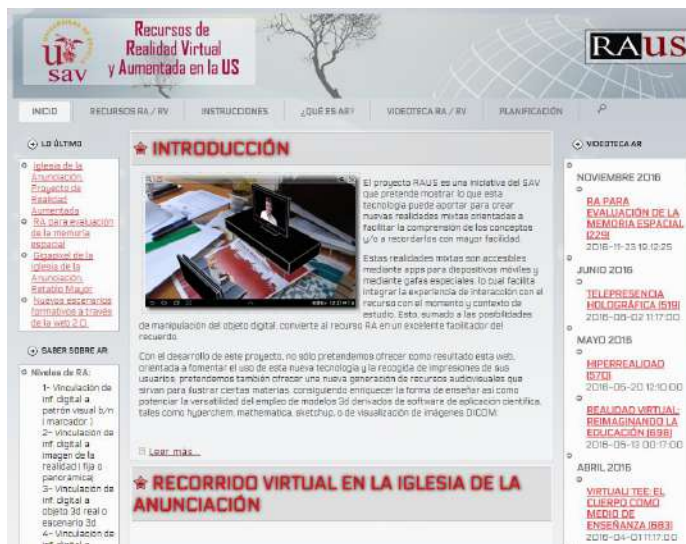 Recursos de
Realidad Virtual
y Aumentada en la US
sav
RAUS
INICIO
RECURSOS RA / RV
INSTRUCCIONES
¿QUÉ ES AR?
VIDEOTECA RA / RV
PLANIFICACIÓN
LO ÚLTIMO
Iglesia de la
Anunciación.
Proyecto de
Realidad
Aumentada
RA para evaluación
de la memoria
espacial
Gigapixel de la
Iglesia de la
Anunciación.
Retablo Mayor
Nuevos escenarios
formativos a través
de la web 2.0.
SABER SOBRE AR
Niveles de RA:
1- Vinculación de
inf. digital a
patrón visual b/n
( marcador )
2- Vinculación de
inf. digital a
imagen de la
realidad ( fija o
panorámica)
3- Vinculación de
inf. digital a
objeto 3d real o
escenario 3d
4- Vinculación de
inf. digital a
INTRODUCCIÓN
El proyecto RAUS es una iniciativa del SAV
que pretende mostrar lo que esta
tecnología puede aportar para crear
nuevas realidades mixtas orientadas a
facilitar la comprensión de los conceptos
y/o a recordarlos con mayor facilidad.
Estas realidades mixtas son accesibles
mediante apps para dispositivos móviles y
mediante gafas especiales, lo cual facilita
integrar la experiencia de interacción con el
recurso con el momento y contexto de
estudio. Esto, sumado a las posibilidades
de manipulación del objeto digital, convierte al recurso RA en un excelente facilitador del
recuerdo.
Con el desarrollo de este proyecto, no sólo pretendemos ofrecer como resultado esta web,
orientada a fomentar el uso de esta nueva tecnología y la recogida de impresiones de sus
usuarios; pretendemos también ofrecer una nueva generación de recursos audiovisuales que
sirvan para ilustrar ciertas materias, consiguiendo enriquecer la forma de enseñar así como
potenciar la versatilidad del empleo de modelos 3d derivados de software de aplicación científica,
tales como hyperchem, mathematica, sketchup, o de visualización de imágenes DICOM.
Leer más...
RECORRIDO VIRTUAL EN LA IGLESIA DE LA
ANUNCIACIÓN
VIDEOTECA AR
NOVIEMBRE 2016
RA PARA
EVALUACIÓN DE LA
MEMORIA ESPACIAL
(229)
2016-11-23 19:12:25
JUNIO 2016
TELEPRESENCIA
HOLOGRÁFICA (519)
2016-06-02 11:17:00
MAYO 2016
HIPERREALIDAD
(570)
2016-05-20 12:10:00
REALIDAD VIRTUAL:
REIMAGINANDO LA
EDUCACIÓN (698)
2016-05-13 00:17:00
ABRIL 2016
VIRTUALI TEE: EL
CUERPO COMO
MEDIO DE
ENSEÑANZA (683)
2016-04-01 11:17:00